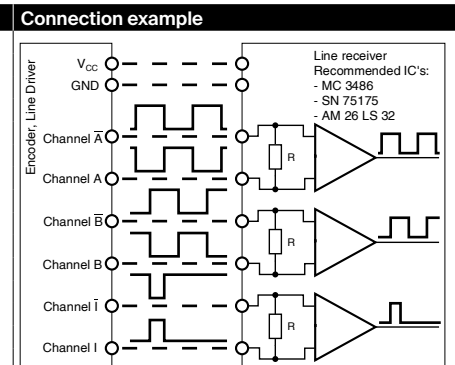 Connection example
Encoder, Line Driver
V_CC
GND
Channel A̅
Channel A
Channel B̅
Channel B
Channel I̅
Channel I
Line receiver
Recommended IC's:
- MC 3486
- SN 75175
- AM 26 LS 32
R
R
R